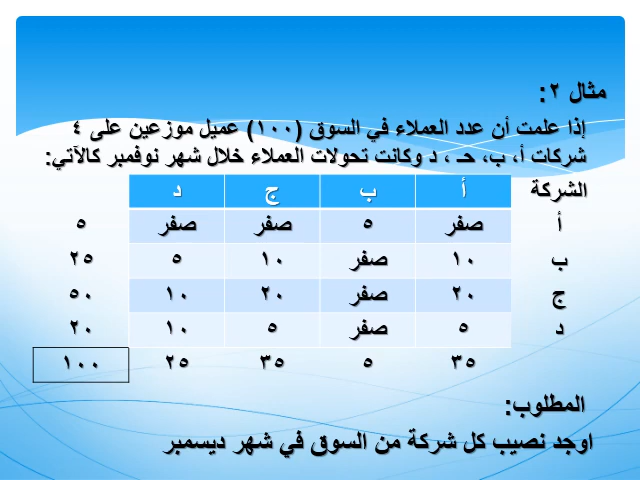 مثال ٢ :
إذا علمت أن عدد العملاء في السوق (١٠٠) عميل موزعين على ٤
شركات أ، ب، حـ ، د وكانت تحولات العملاء خلال شهر نوفمبر كالآتي:
الشركة أ ب ج د
أ صفر ٥ صفر صفر ٥
ب ١٠ صفر ١٠ ٥ ٢٥
ج ٢٠ صفر ٢٠ ١٠ ٥٠
د ٥ صفر ٥ ١٠ ٢٠
٣٥ ٥ ٣٥ ٢٥ ١٠٠
المطلوب:
اوجد نصيب كل شركة من السوق في شهر ديسمبر